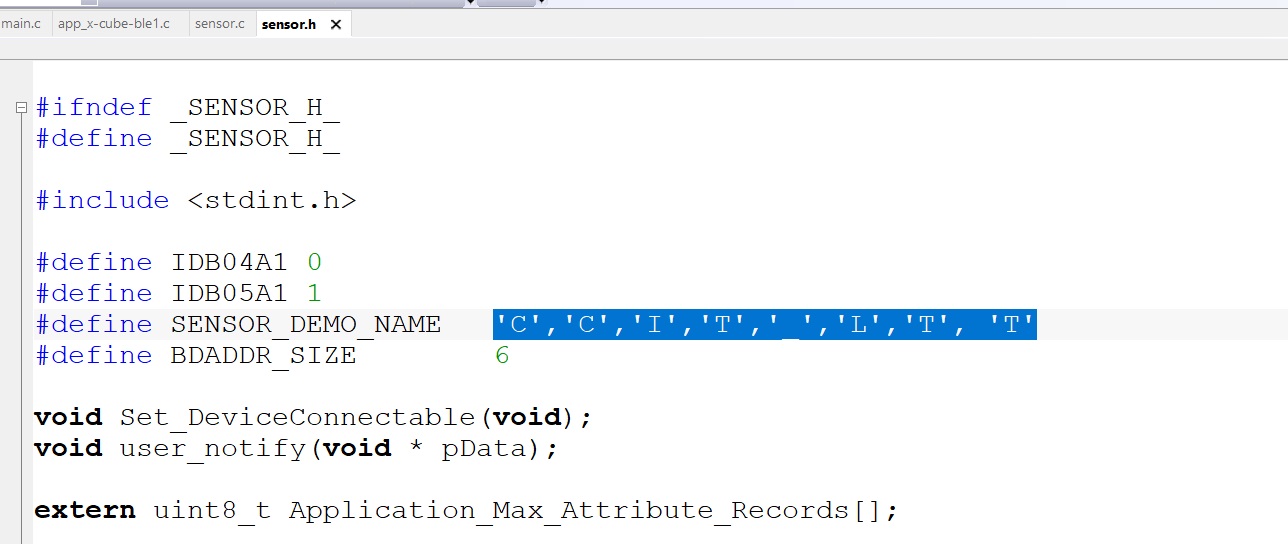 main.c app_x-cube-ble1.c sensor.c sensor.h
#ifndef _SENSOR_H_
#define _SENSOR_H_
#include <stdint.h>
#define IDB04A1 0
#define IDB05A1 1
#define SENSOR_DEMO_NAME 'C','C','I','T','_','L','T', 'T'
#define BDADDR_SIZE 6
void Set_DeviceConnectable(void);
void user_notify(void * pData);
extern uint8_t Application_Max_Attribute_Records[];